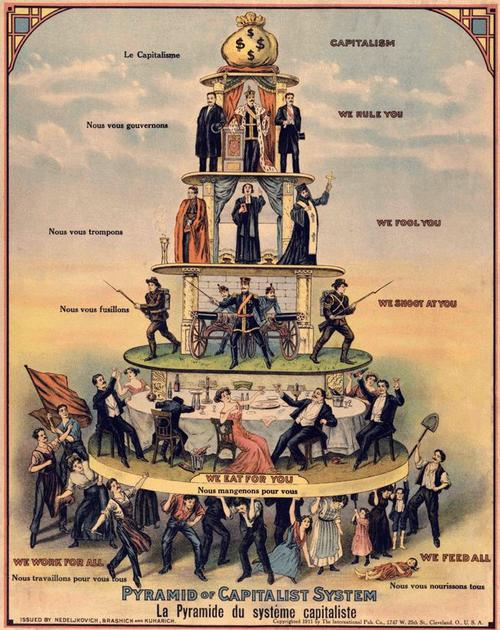 $ $ $ $
CAPITALISM
Le Capitalisme
WE RULE YOU
Nous vous gouvernons
WE FOOL YOU
Nous vous trompons
WE SHOOT AT YOU
Nous vous fusillons
WE EAT FOR YOU
Nous mangenons pour vous
WE WORK FOR ALL
WE FEED ALL
Nous travaillons pour vous tous
Nous vous nourissons tous
PYRAMID OF CAPITALIST SYSTEM
La Pyramide du systême capitaliste
ISSUED BY NEDELJKOVICH, BRASHICH AND KUHARICH.
Copyrighted 1911 by The International Pub. Co., 1747 W. 25th St., Cleveland. O., U. S. A.